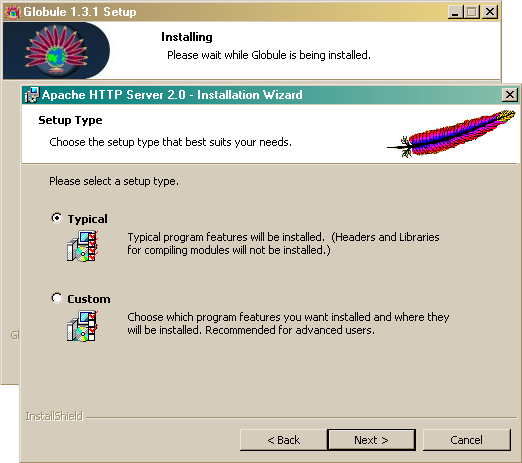 Globule 1.3.1 Setup
Installing
Please wait while Globule is being installed.
Apache HTTP Server 2.0 - Installation Wizard
Setup Type
Choose the setup type that best suits your needs.
Please select a setup type.
Typical
Typical program features will be installed. (Headers and Libraries
for compiling modules will not be installed.)
Custom
Choose which program features you want installed and where they
will be installed. Recommended for advanced users.
InstallShield
< Back
Next >
Cancel